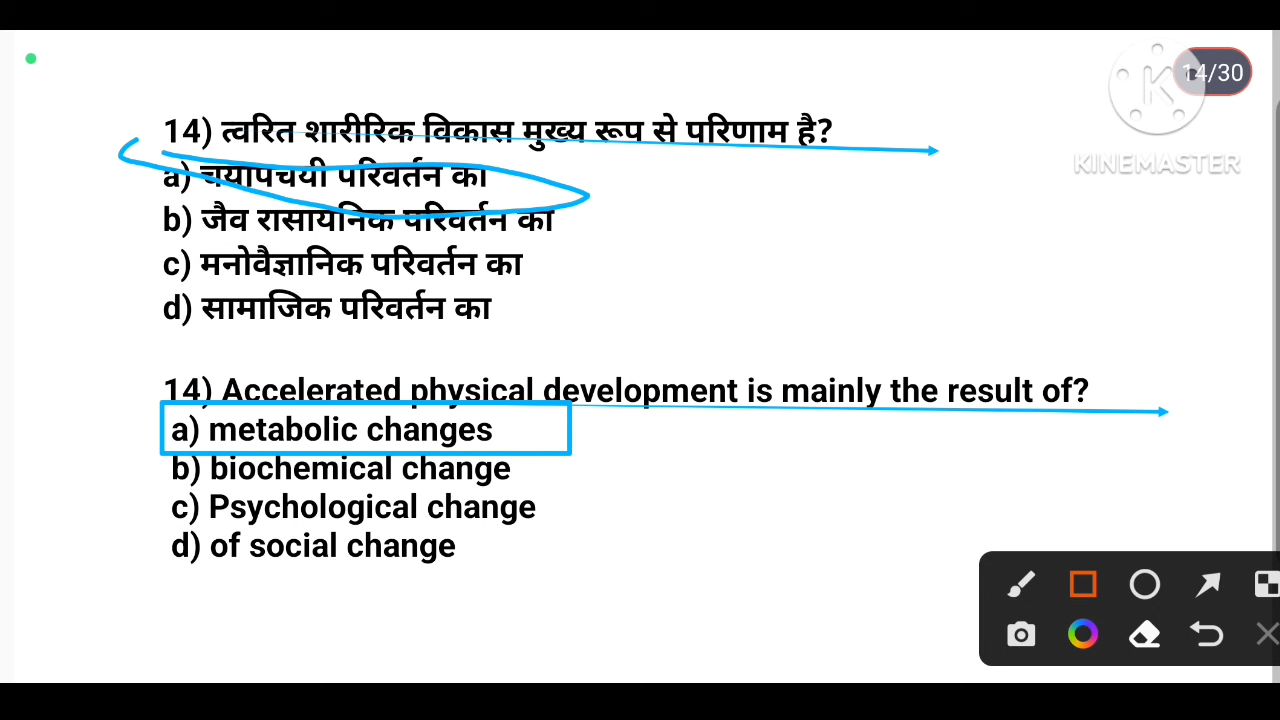 14/30
KINEMASTER
14) त्वरित शारीरिक विकास मुख्य रूप से परिणाम है?
a) चयापचयी परिवर्तन का
b) जैव रासायनिक परिवर्तन का
c) मनोवैज्ञानिक परिवर्तन का
d) सामाजिक परिवर्तन का
14) Accelerated physical development is mainly the result of?
a) metabolic changes
b) biochemical change
c) Psychological change
d) of social change